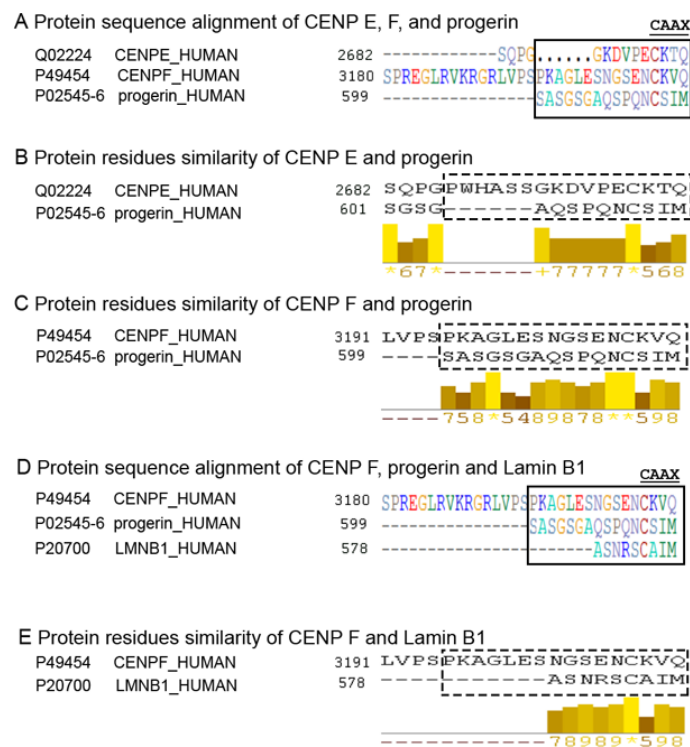 A Protein sequence alignment of CENP E, F, and progerin
CAAX
Q02224 CENPE_HUMAN 2682 ------------SQPG......GKDVPECKTQ
P49454 CENPF_HUMAN 3180 SPREGLRVKRGRLVPSPKAGLESNGSENCKVQ
P02545-6 progerin_HUMAN 599 ----------------SASGSGAQSPQNCSIM
B Protein residues similarity of CENP E and progerin
Q02224 CENPE_HUMAN 2682 SQPGPWHASSGKDVPECKTQ
P02545-6 progerin_HUMAN 601 SGSG------AQSPQNCSIM
*67*------+77777*568
C Protein residues similarity of CENP F and progerin
P49454 CENPF_HUMAN 3191 LVPSPKAGLESNGSENCKVQ
P02545-6 progerin_HUMAN 599 ----SASGSGAQSPQNCSIM
----758*5489878**598
D Protein sequence alignment of CENP F, progerin and Lamin B1
CAAX
P49454 CENPF_HUMAN 3180 SPREGLRVKRGRLVPSPKAGLESNGSENCKVQ
P02545-6 progerin_HUMAN 599 ----------------SASGSGAQSPQNCSIM
P20700 LMNB1_HUMAN 578 -----------------------ASNRSCAIM
E Protein residues similarity of CENP F and Lamin B1
P49454 CENPF_HUMAN 3191 LVPSPKAGLESNGSENCKVQ
P20700 LMNB1_HUMAN 578 -----------ASNRSCAIM
-----------78989*598